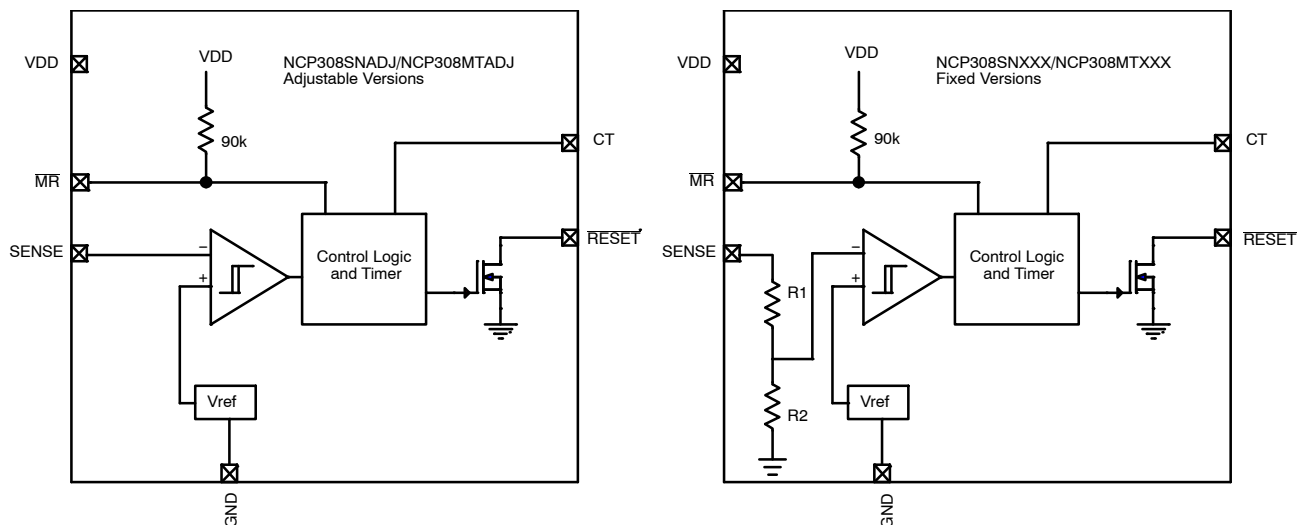 VDD
VDD
NCP308SNADJ/NCP308MTADJ
Adjustable Versions
90k
CT
MR
SENSE
−
+
Control Logic
and Timer
RESET
Vref
GND
VDD
VDD
NCP308SNXXX/NCP308MTXXX
Fixed Versions
90k
CT
MR
SENSE
−
+
Control Logic
and Timer
RESET
R1
R2
Vref
GND